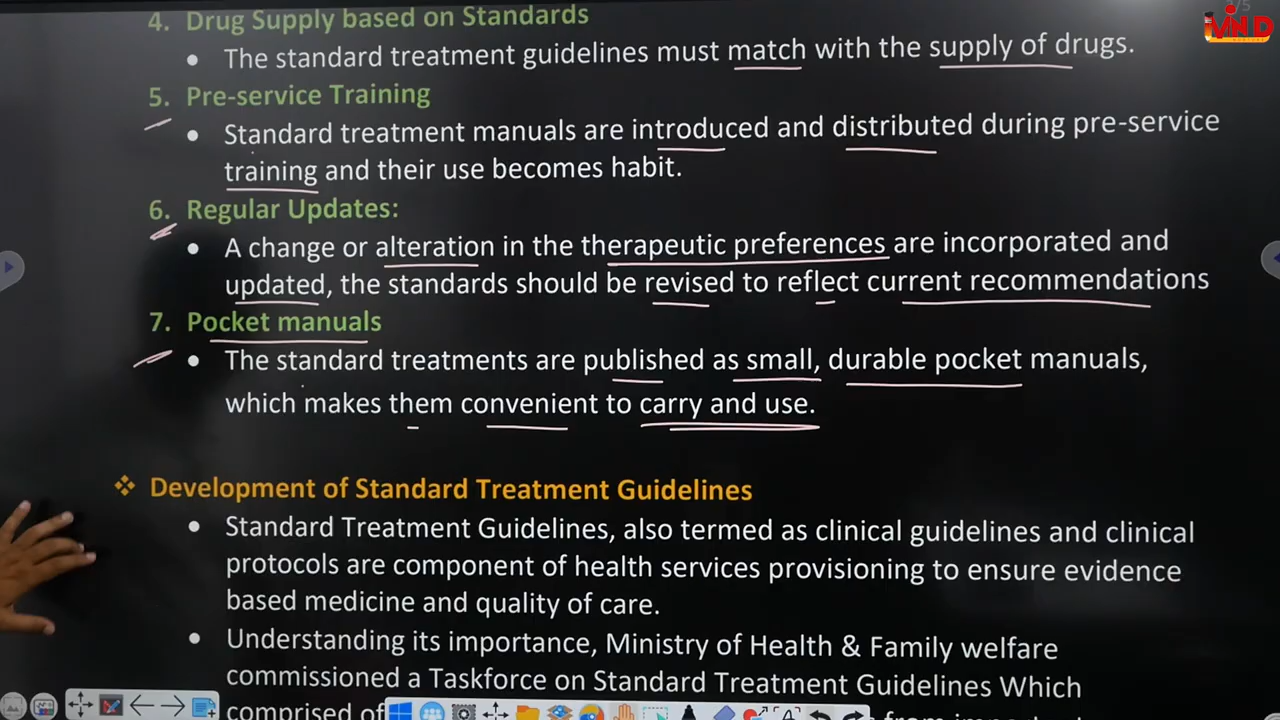 4. Drug Supply based on Standards
• The standard treatment guidelines must match with the supply of drugs.
5. Pre-service Training
• Standard treatment manuals are introduced and distributed during pre-service
training and their use becomes habit.
6. Regular Updates:
• A change or alteration in the therapeutic preferences are incorporated and
updated, the standards should be revised to reflect current recommendations
7. Pocket manuals
• The standard treatments are published as small, durable pocket manuals,
which makes them convenient to carry and use.
❖ Development of Standard Treatment Guidelines
• Standard Treatment Guidelines, also termed as clinical guidelines and clinical
protocols are component of health services provisioning to ensure evidence
based medicine and quality of care.
• Understanding its importance, Ministry of Health & Family welfare
commissioned a Taskforce on Standard Treatment Guidelines Which
comprised of